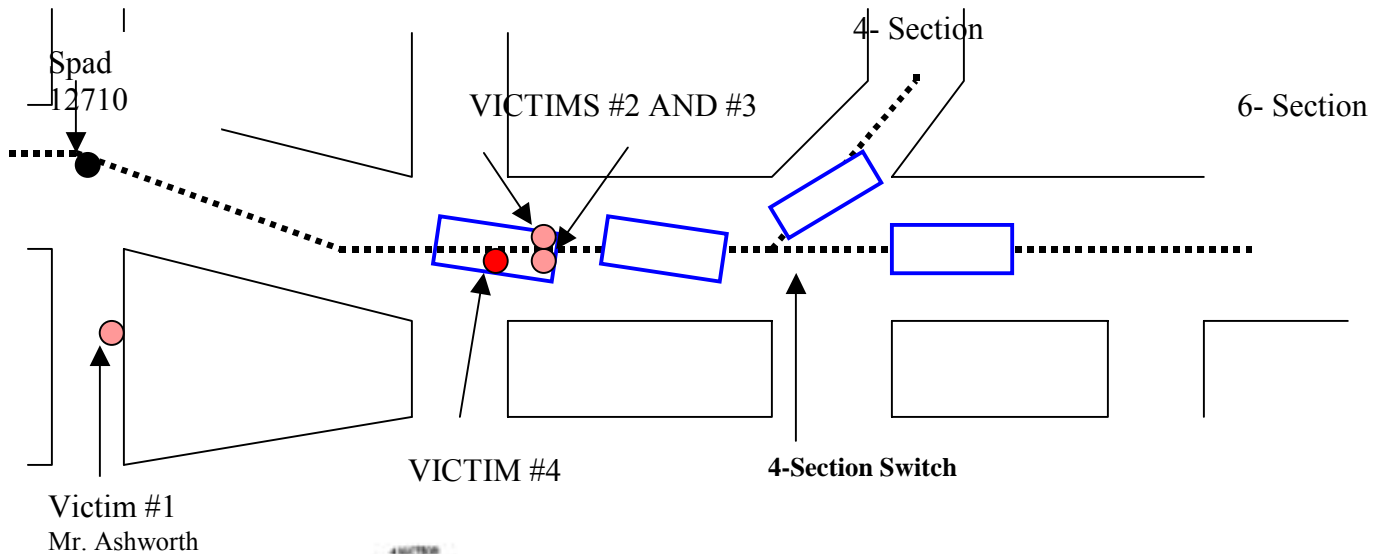 4- Section
Spad
12710
VICTIMS #2 AND #3
6- Section
VICTIM #4
4-Section Switch
Victim #1
Mr. Ashworth